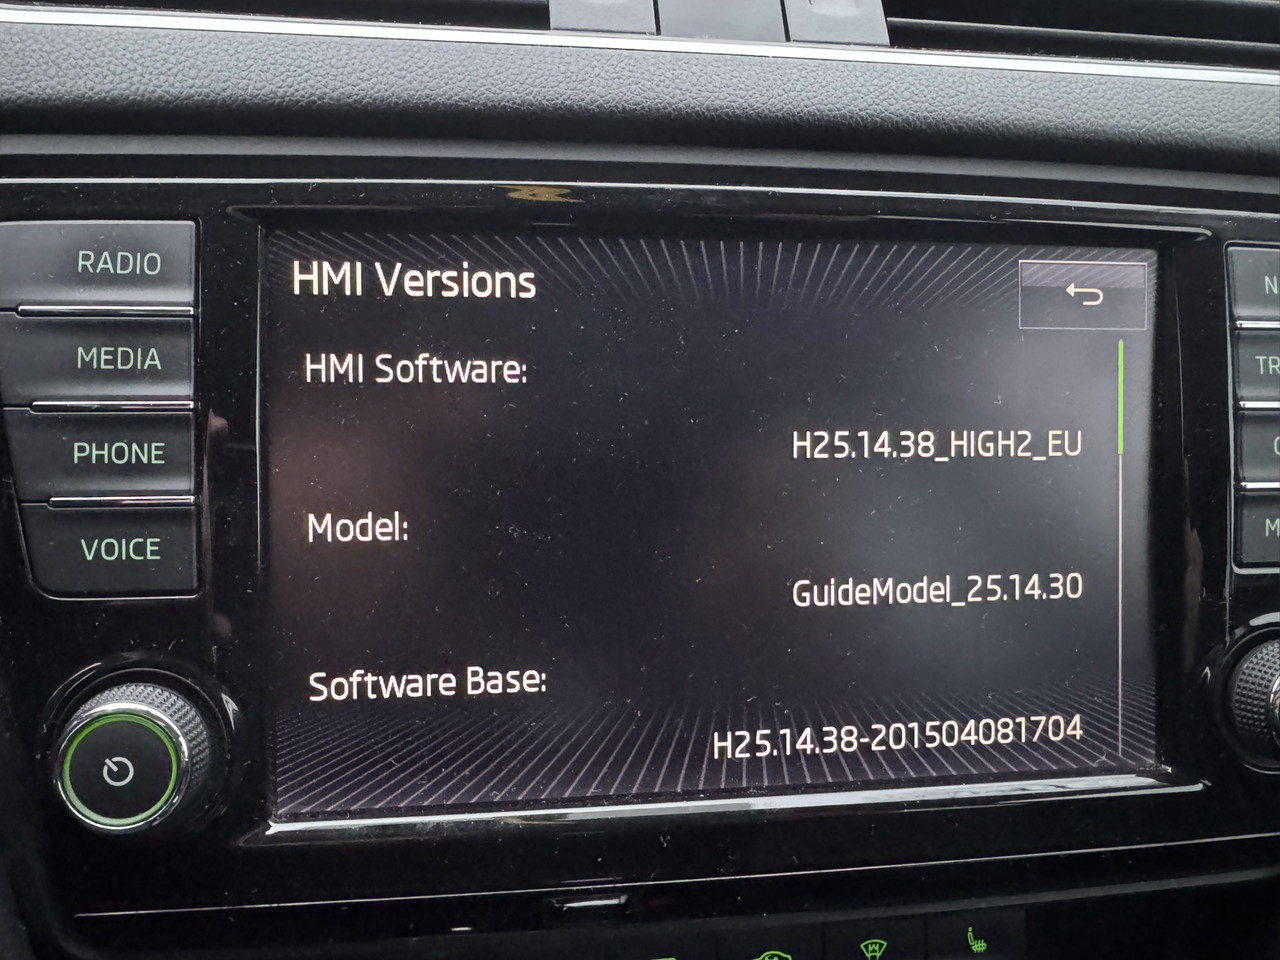 RADIO
MEDIA
PHONE
VOICE
HMI Versions
HMI Software:
H25.14.38_HIGH2_EU
Model:
GuideModel_25.14.30
Software Base:
H25.14.38-201504081704